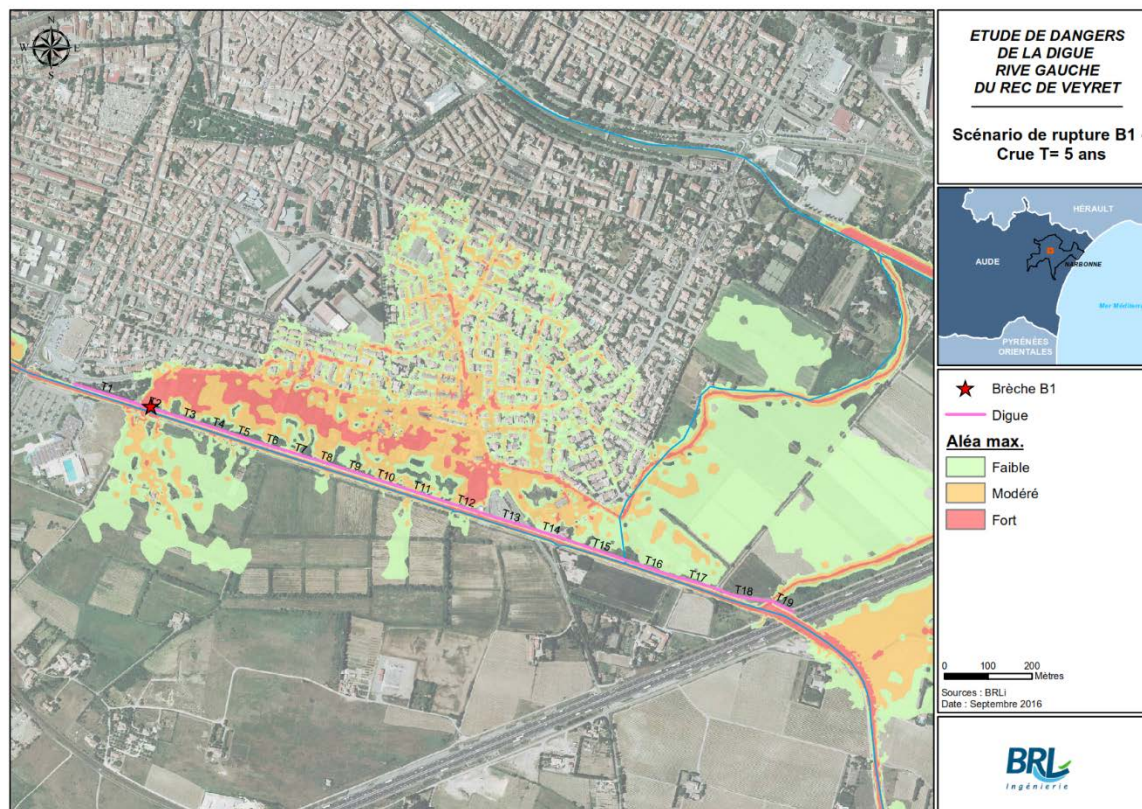 N
W E
S
ETUDE DE DANGERS
DE LA DIGUE
RIVE GAUCHE
DU REC DE VEYRET
Scénario de rupture B1 -
Crue T= 5 ans
HÉRAULT
AUDE
NARBONNE
Mer Méditerr
PYRÉNÉES
ORIENTALES
Brèche B1
Digue
Aléa max.
Faible
Modéré
Fort
0 100 200
Mètres
Sources : BRLi
Date : Septembre 2016
BRL
Ingénierie
T1
T2
T3
T4
T5
T6
T7
T8
T9
T10
T11
T12
T13
T14
T15
T16
T17
T18
T19